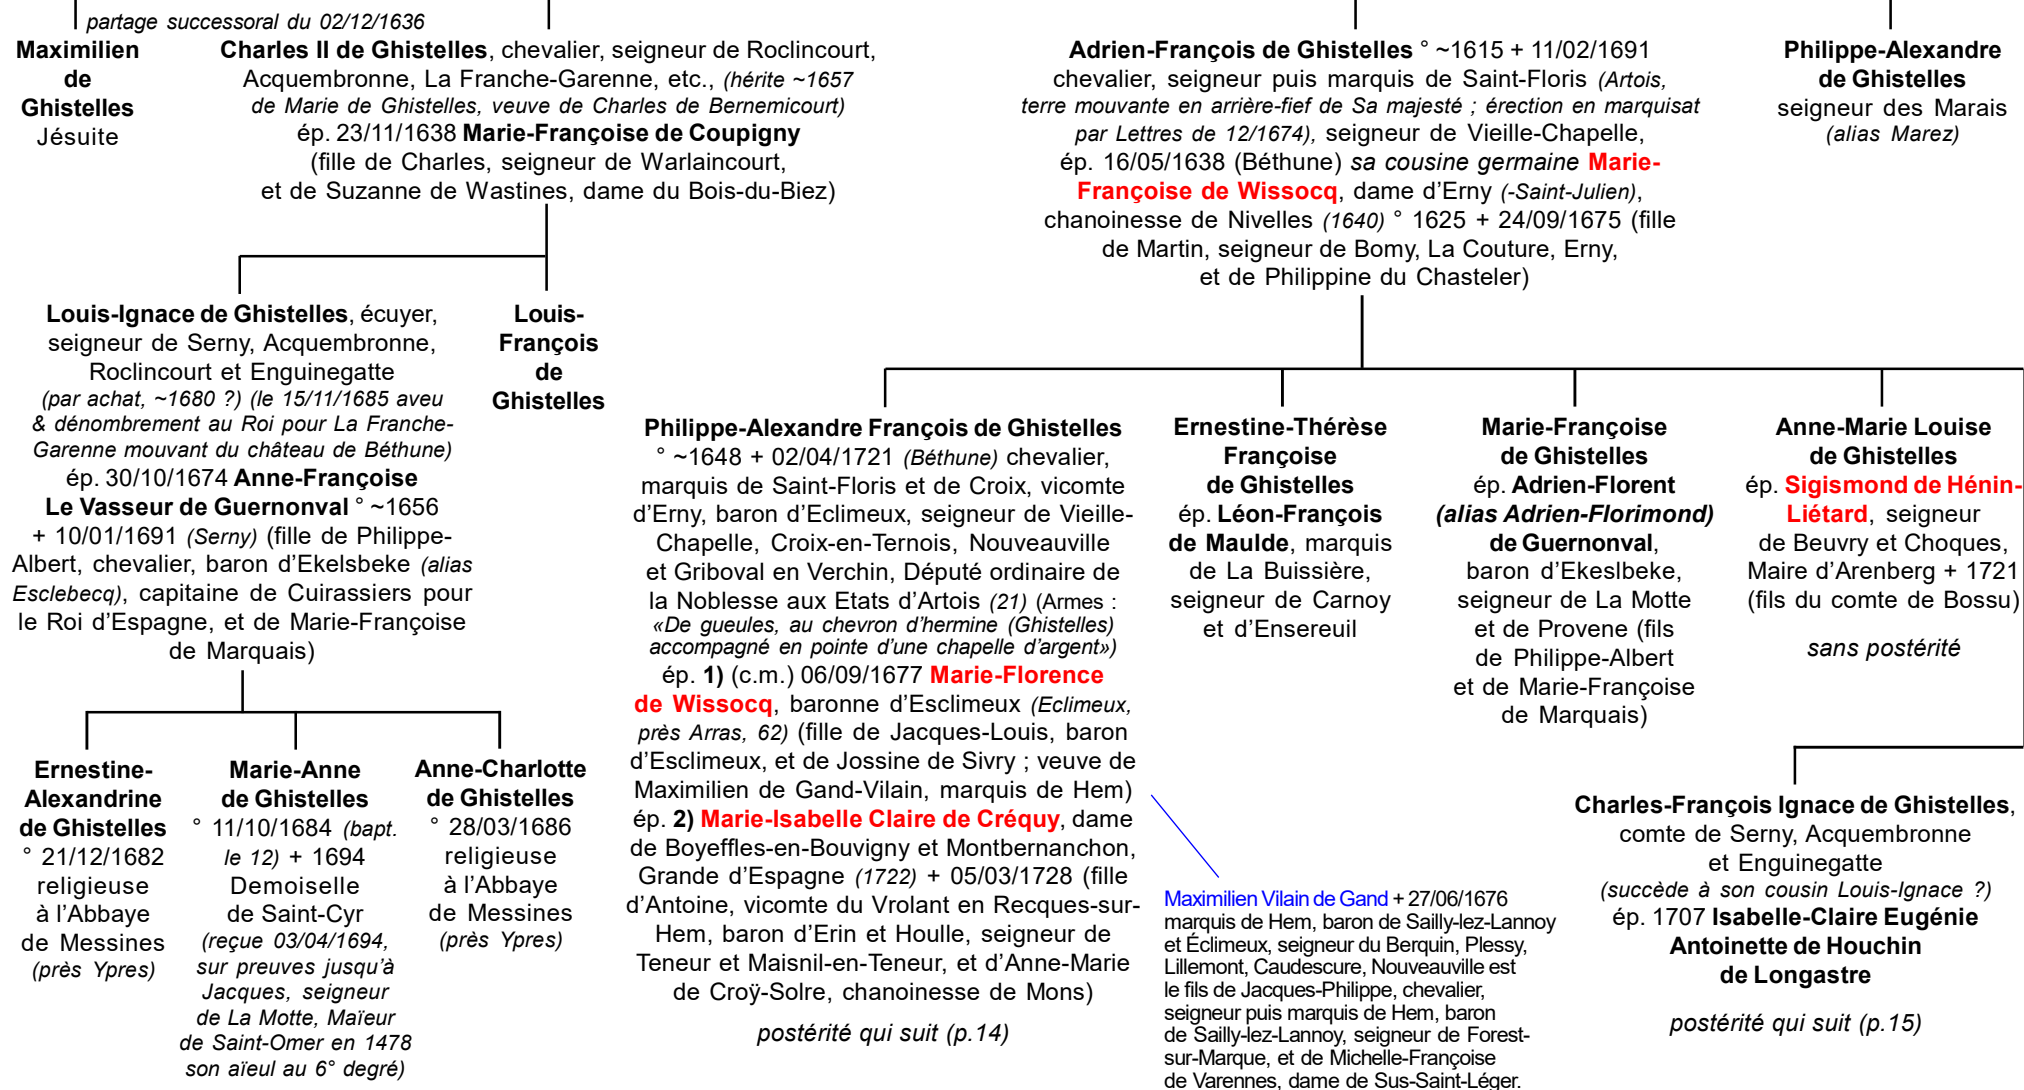 partage successoral du 02/12/1636
Maximilien
de
Ghistelles
Jésuite
Charles II de Ghistelles, chevalier, seigneur de Roclincourt,
Acquembronne, La Franche-Garenne, etc., (hérite ~1657
de Marie de Ghistelles, veuve de Charles de Bernemicourt)
ép. 23/11/1638 Marie-Françoise de Coupigny
(fille de Charles, seigneur de Warlaincourt,
et de Suzanne de Wastines, dame du Bois-du-Biez)
Adrien-François de Ghistelles ° ~1615 + 11/02/1691
chevalier, seigneur puis marquis de Saint-Floris (Artois,
terre mouvante en arrière-fief de Sa majesté ; érection en marquisat
par Lettres de 12/1674), seigneur de Vieille-Chapelle,
ép. 16/05/1638 (Béthune) sa cousine germaine Marie-
Françoise de Wissocq, dame d'Erny (-Saint-Julien),
chanoinesse de Nivelles (1640) ° 1625 + 24/09/1675 (fille
de Martin, seigneur de Bomy, La Couture, Erny,
et de Philippine du Chasteler)
Philippe-Alexandre
de Ghistelles
seigneur des Marais
(alias Marez)
Louis-Ignace de Ghistelles, écuyer,
seigneur de Serny, Acquembronne,
Roclincourt et Enguinegatte
(par achat, ~1680 ?) (le 15/11/1685 aveu
& dénombrement au Roi pour La Franche-
Garenne mouvant du château de Béthune)
ép. 30/10/1674 Anne-Françoise
Le Vasseur de Guernonval ° ~1656
+ 10/01/1691 (Serny) (fille de Philippe-
Albert, chevalier, baron d'Ekelsbeke (alias
Esclebecq), capitaine de Cuirassiers pour
le Roi d'Espagne, et de Marie-Françoise
de Marquais)
Louis-
François
de
Ghistelles
Philippe-Alexandre François de Ghistelles
° ~1648 + 02/04/1721 (Béthune) chevalier,
marquis de Saint-Floris et de Croix, vicomte
d'Erny, baron d'Eclimeux, seigneur de Vieille-
Chapelle, Croix-en-Ternois, Nouveauville
et Griboval en Verchin, Député ordinaire de
la Noblesse aux Etats d'Artois (21) (Armes :
«De gueules, au chevron d'hermine (Ghistelles)
accompagné en pointe d'une chapelle d'argent»)
ép. 1) (c.m.) 06/09/1677 Marie-Florence
de Wissocq, baronne d'Esclimeux (Eclimeux,
près Arras, 62) (fille de Jacques-Louis, baron
d'Esclimeux, et de Jossine de Sivry ; veuve de
Maximilien de Gand-Vilain, marquis de Hem)
ép. 2) Marie-Isabelle Claire de Créquy, dame
de Boyeffles-en-Bouvigny et Montbernanchon,
Grande d'Espagne (1722) + 05/03/1728 (fille
d'Antoine, vicomte du Vrolant en Recques-sur-
Hem, baron d'Erin et Houlle, seigneur de
Teneur et Maisnil-en-Teneur, et d'Anne-Marie
de Croÿ-Solre, chanoinesse de Mons)
postérité qui suit (p.14)
Ernestine-Thérèse
Françoise
de Ghistelles
ép. Léon-François
de Maulde, marquis
de La Buissière,
seigneur de Carnoy
et d'Ensereuil
Marie-Françoise
de Ghistelles
ép. Adrien-Florent
(alias Adrien-Florimond)
de Guernonval,
baron d'Ekeslbeke,
seigneur de La Motte
et de Provene (fils
de Philippe-Albert
et de Marie-Françoise
de Marquais)
Anne-Marie Louise
de Ghistelles
ép. Sigismond de Hénin-
Liétard, seigneur
de Beuvry et Choques,
Maire d'Arenberg + 1721
(fils du comte de Bossu)
sans postérité
Ernestine-
Alexandrine
de Ghistelles
° 21/12/1682
religieuse
à l'Abbaye
de Messines
(près Ypres)
Marie-Anne
de Ghistelles
° 11/10/1684 (bapt.
le 12) + 1694
Demoiselle
de Saint-Cyr
(reçue 03/04/1694,
sur preuves jusqu'à
Jacques, seigneur
de La Motte, Maïeur
de Saint-Omer en 1478
son aïeul au 6° degré)
Anne-Charlotte
de Ghistelles
° 28/03/1686
religieuse
à l'Abbaye
de Messines
(près Ypres)
Maximilien Vilain de Gand + 27/06/1676
marquis de Hem, baron de Sailly-lez-Lannoy
et Éclimeux, seigneur du Berquin, Plessy,
Lillemont, Caudescure, Nouveauville est
le fils de Jacques-Philippe, chevalier,
seigneur puis marquis de Hem, baron
de Sailly-lez-Lannoy, seigneur de Forest-
sur-Marque, et de Michelle-Françoise
de Varennes, dame de Sus-Saint-Léger.
Charles-François Ignace de Ghistelles,
comte de Serny, Acquembronne
et Enguinegatte
(succède à son cousin Louis-Ignace ?)
ép. 1707 Isabelle-Claire Eugénie
Antoinette de Houchin
de Longastre
postérité qui suit (p.15)